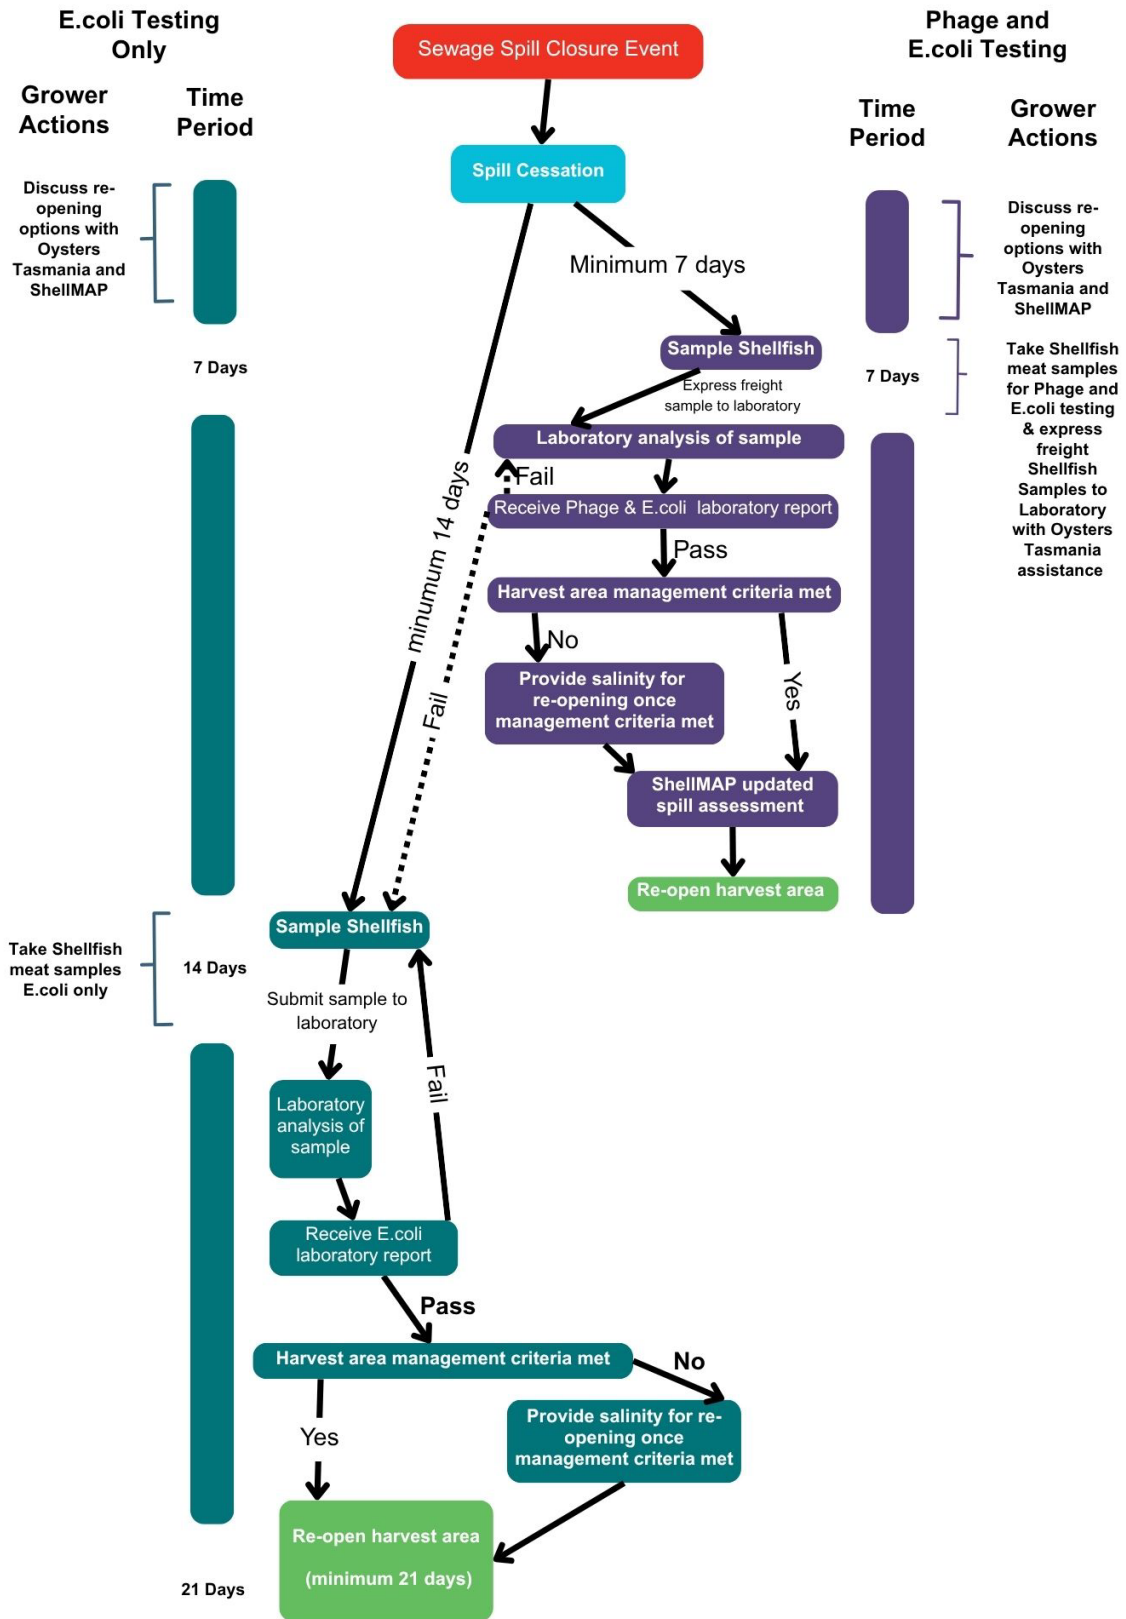 E.coli Testing
Only
Grower
Actions
Time
Period
Discuss re-
opening
options with
Oysters
Tasmania and
ShellMAP
7 Days
Take Shellfish
meat samples
E.coli only
14 Days
21 Days
Sewage Spill Closure Event
Spill Cessation
Minimum 7 days
minumum 14 days
Sample Shellfish
Express freight
sample to laboratory
Laboratory analysis of sample
Fail
Receive Phage & E.coli laboratory report
Pass
Harvest area management criteria met
No
Yes
Provide salinity for
re-opening once
management criteria met
ShellMAP updated
spill assessment
Re-open harvest area
Fail
Sample Shellfish
Submit sample to
laboratory
Laboratory
analysis of
sample
Fail
Receive E.coli
laboratory report
Pass
Harvest area management criteria met
No
Yes
Provide salinity for re-
opening once
management criteria met
Re-open harvest area
(minimum 21 days)
Phage and
E.coli Testing
Time
Period
Grower
Actions
Discuss re-
opening
options with
Oysters
Tasmania and
ShellMAP
7 Days
Take Shellfish
meat samples
for Phage and
E.coli testing
& express
freight
Shellfish
Samples to
Laboratory
with Oysters
Tasmania
assistance